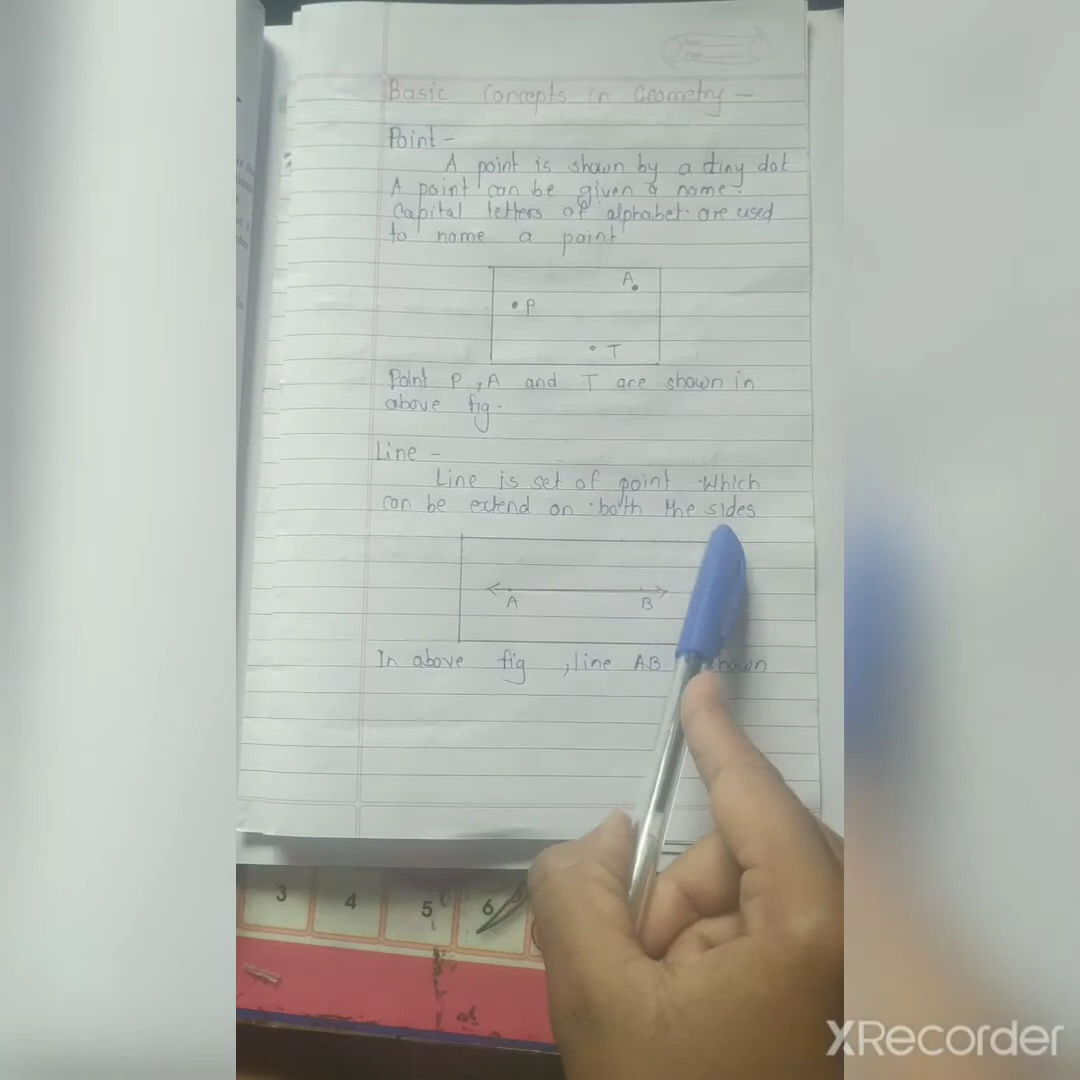 Basic Concepts in Geometry -
Point -
A point is shown by a tiny dot
A point can be given a name.
Capital letters of alphabet are used
to name a point
A
P
T
Point P, A and T are shown in
above fig.
Line -
Line is set of point which
can be extend on both the sides
A B
In above fig, line AB shown
3 4 5 6
XRecorder